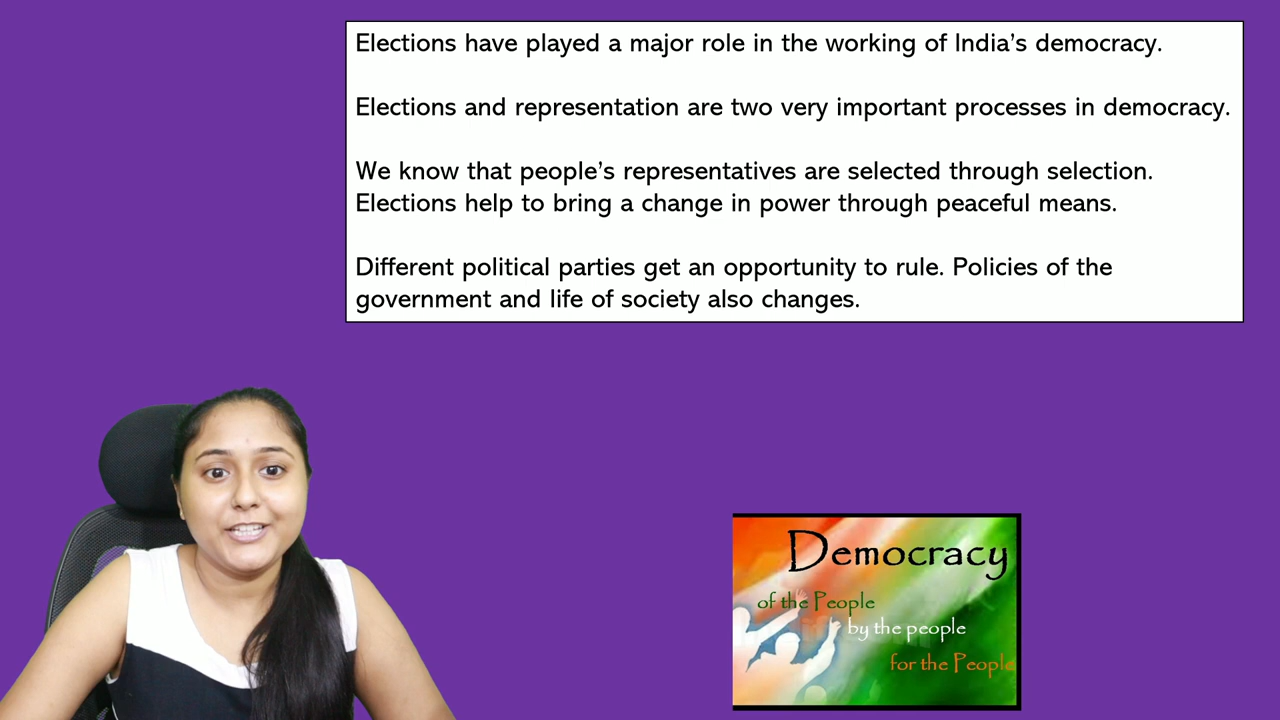 Elections have played a major role in the working of India’s democracy.
Elections and representation are two very important processes in democracy.
We know that people’s representatives are selected through selection.
Elections help to bring a change in power through peaceful means.
Different political parties get an opportunity to rule. Policies of the
government and life of society also changes.
Democracy
of the People
by the people
for the People